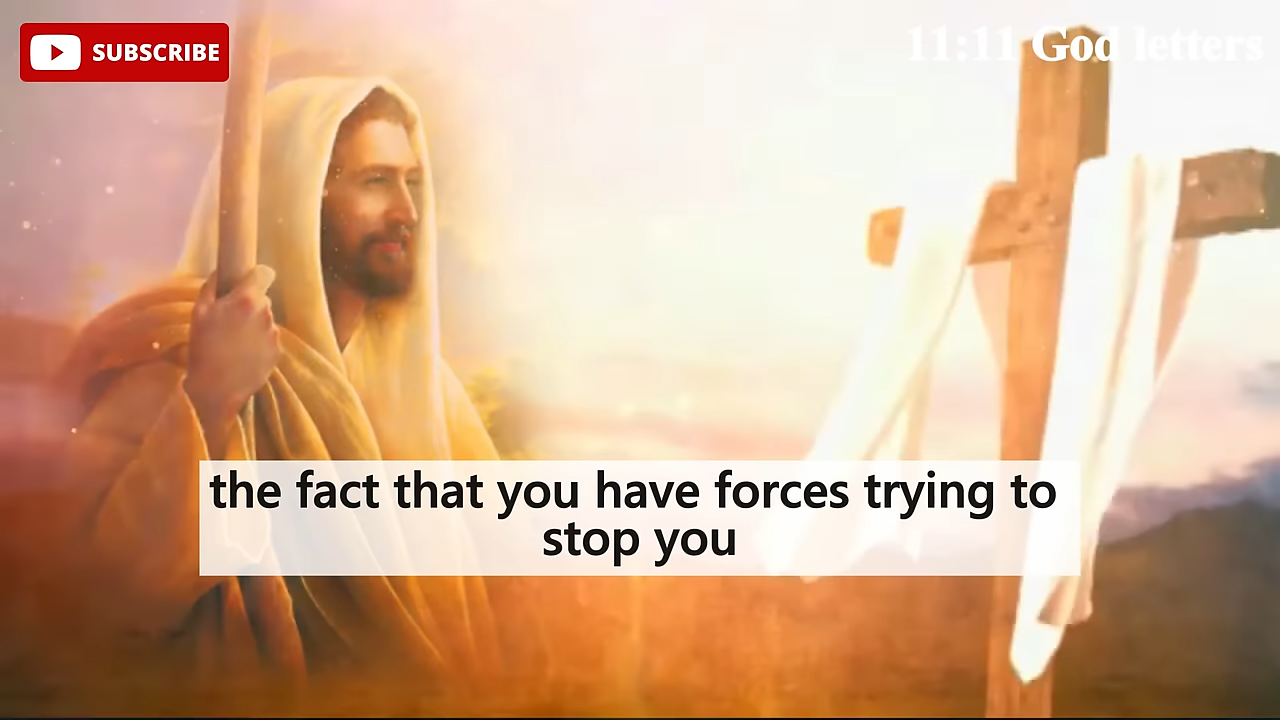 SUBSCRIBE
11:11 God letters
the fact that you have forces trying to
stop you